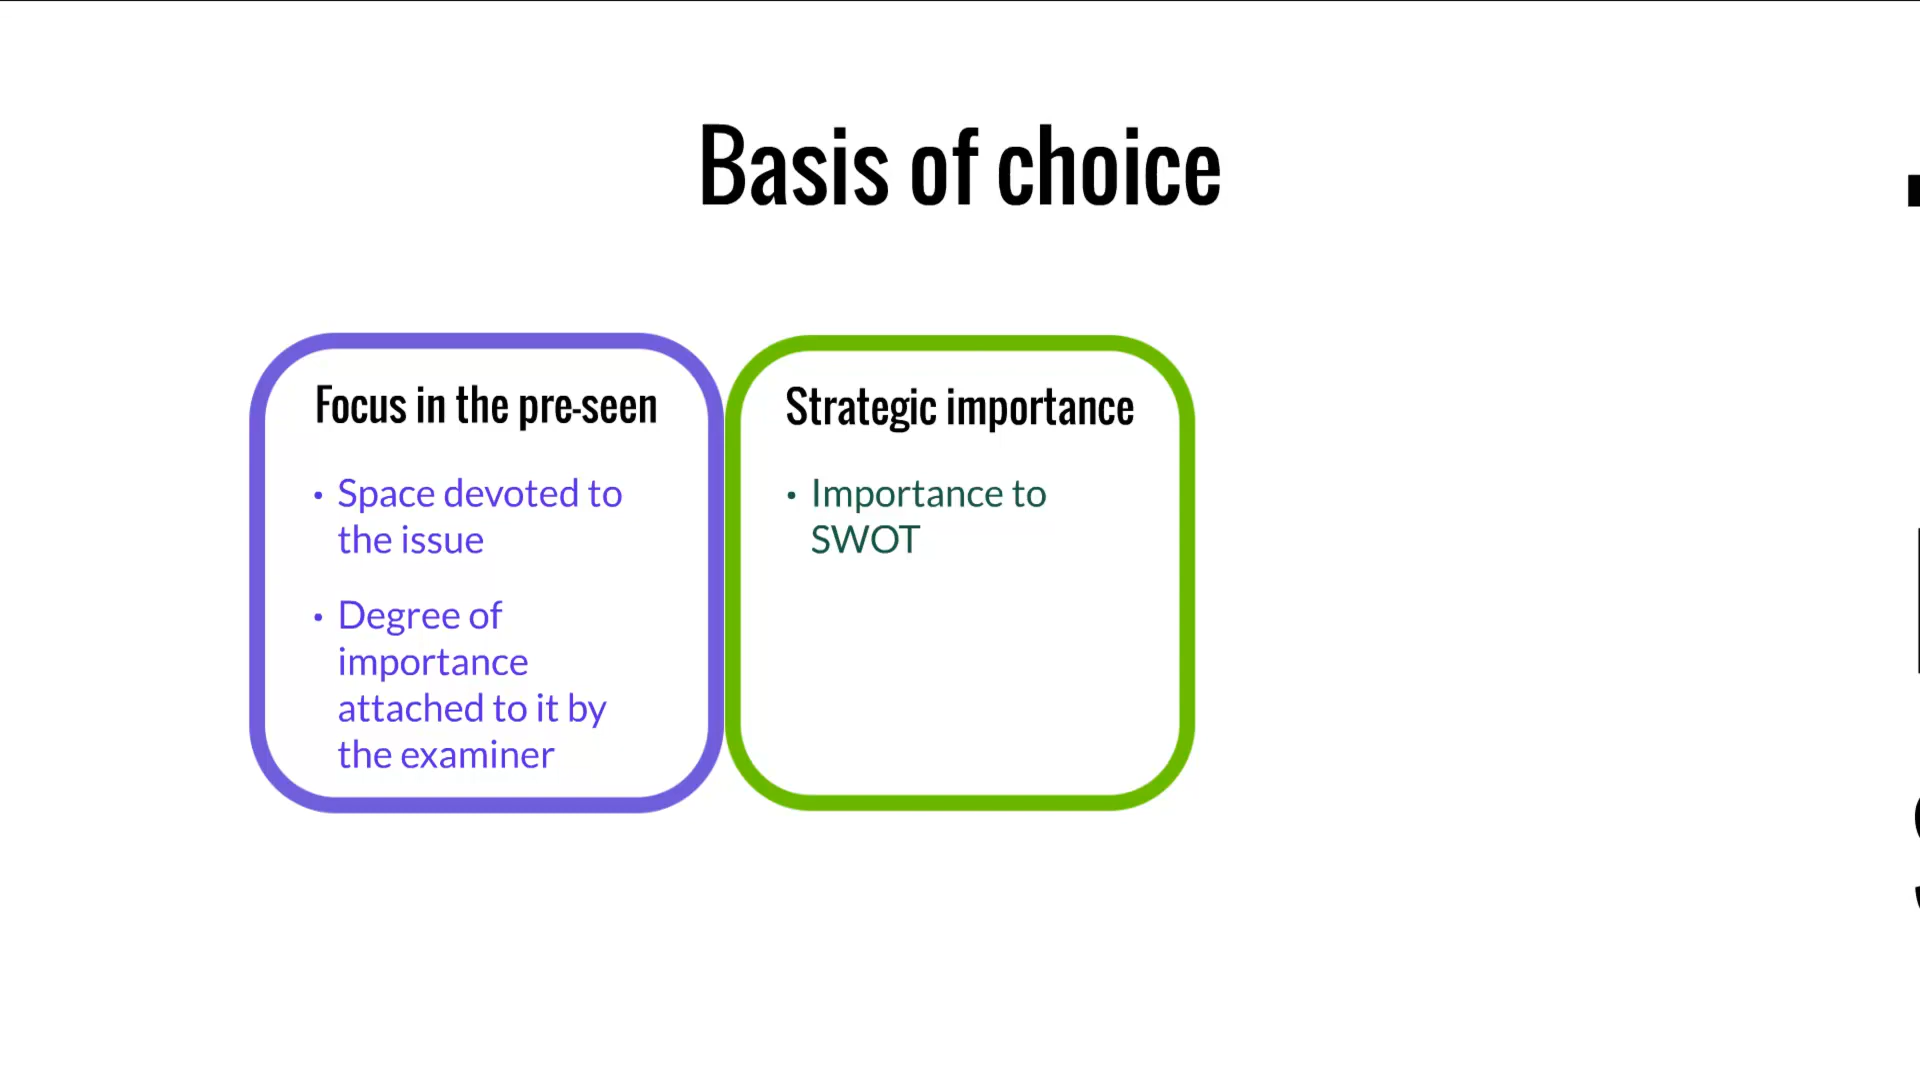 Basis of choice
Focus in the pre-seen
• Space devoted to
the issue
• Degree of
importance
attached to it by
the examiner
Strategic importance
• Importance to
SWOT